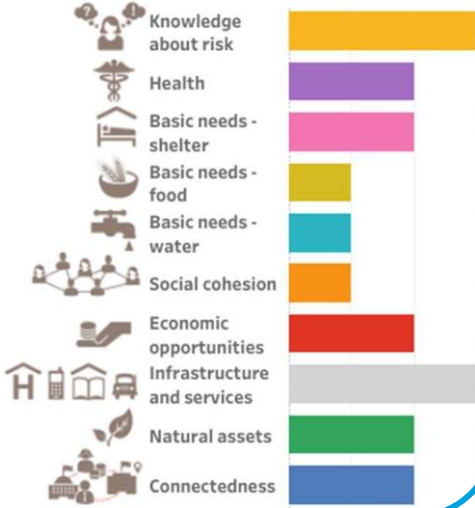 Knowledge
about risk
Health
Basic needs -
shelter
Basic needs -
food
Basic needs -
water
Social cohesion
Economic
opportunities
Infrastructure
and services
Natural assets
Connectedness